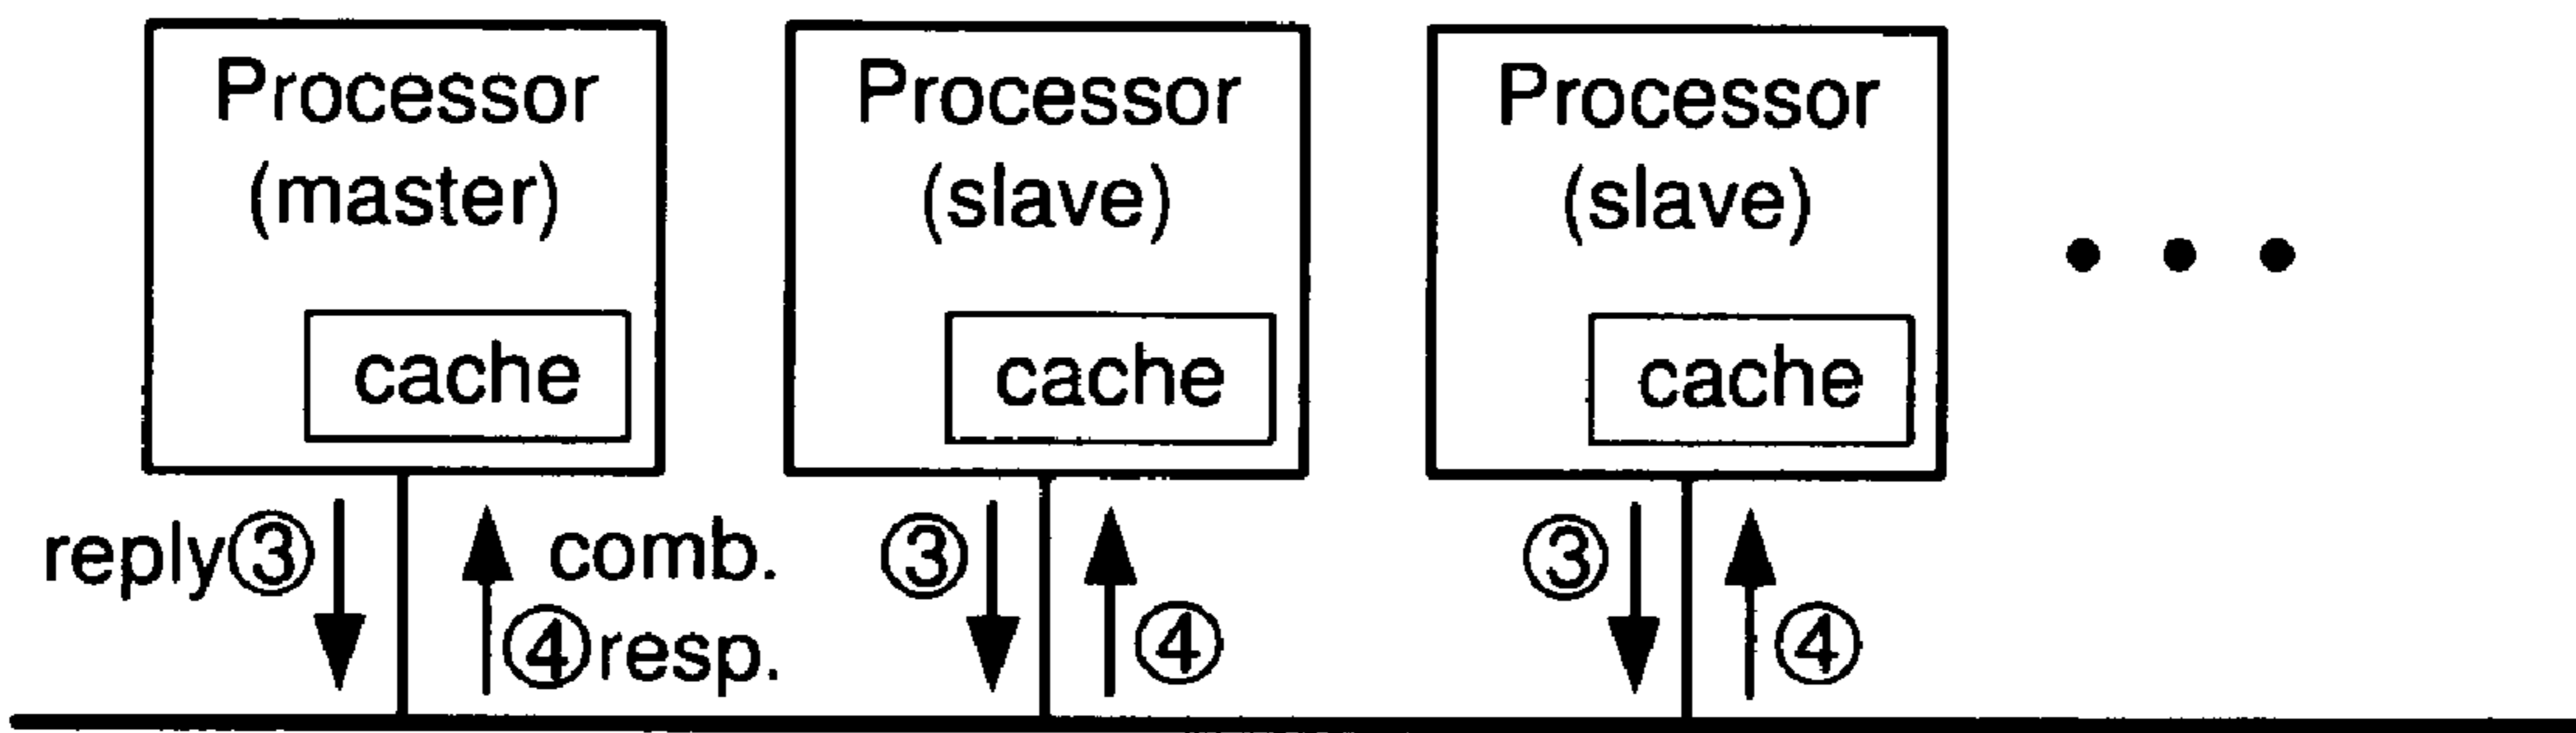 Processor
(master)
cache
Processor
(slave)
cache
Processor
(slave)
cache
reply③
comb.
④resp.
③
④
③
④